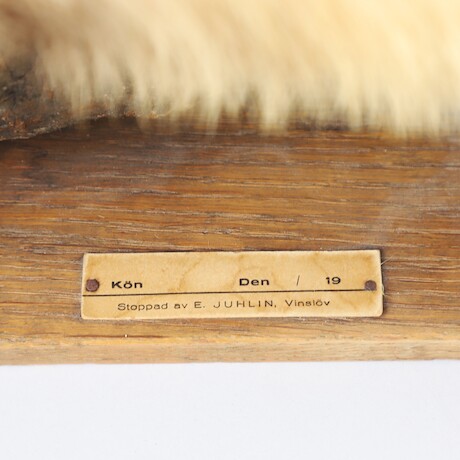 Kön Den / 19
Stoppad av E. JUHLIN, Vinslöv